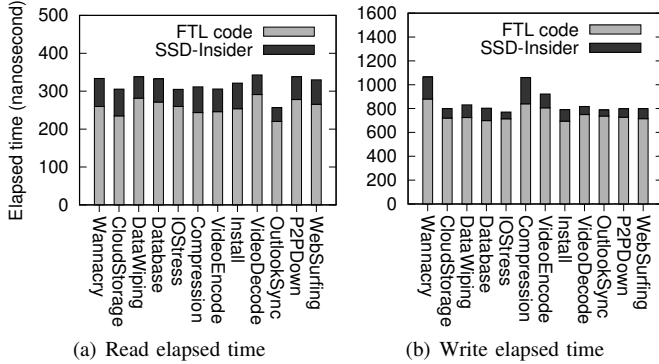 Elapsed time (nanosecond)
500
400
300
200
100
0
FTL code
SSD-Insider
Wannacry
CloudStorage
DataWiping
Database
IOStress
Compression
VideoEncode
Install
VideoDecode
OutlookSync
P2PDown
WebSurfing
(a) Read elapsed time
1600
1400
1200
1000
800
600
400
200
0
FTL code
SSD-Insider
Wannacry
CloudStorage
DataWiping
Database
IOStress
Compression
VideoEncode
Install
VideoDecode
OutlookSync
P2PDown
WebSurfing
(b) Write elapsed time